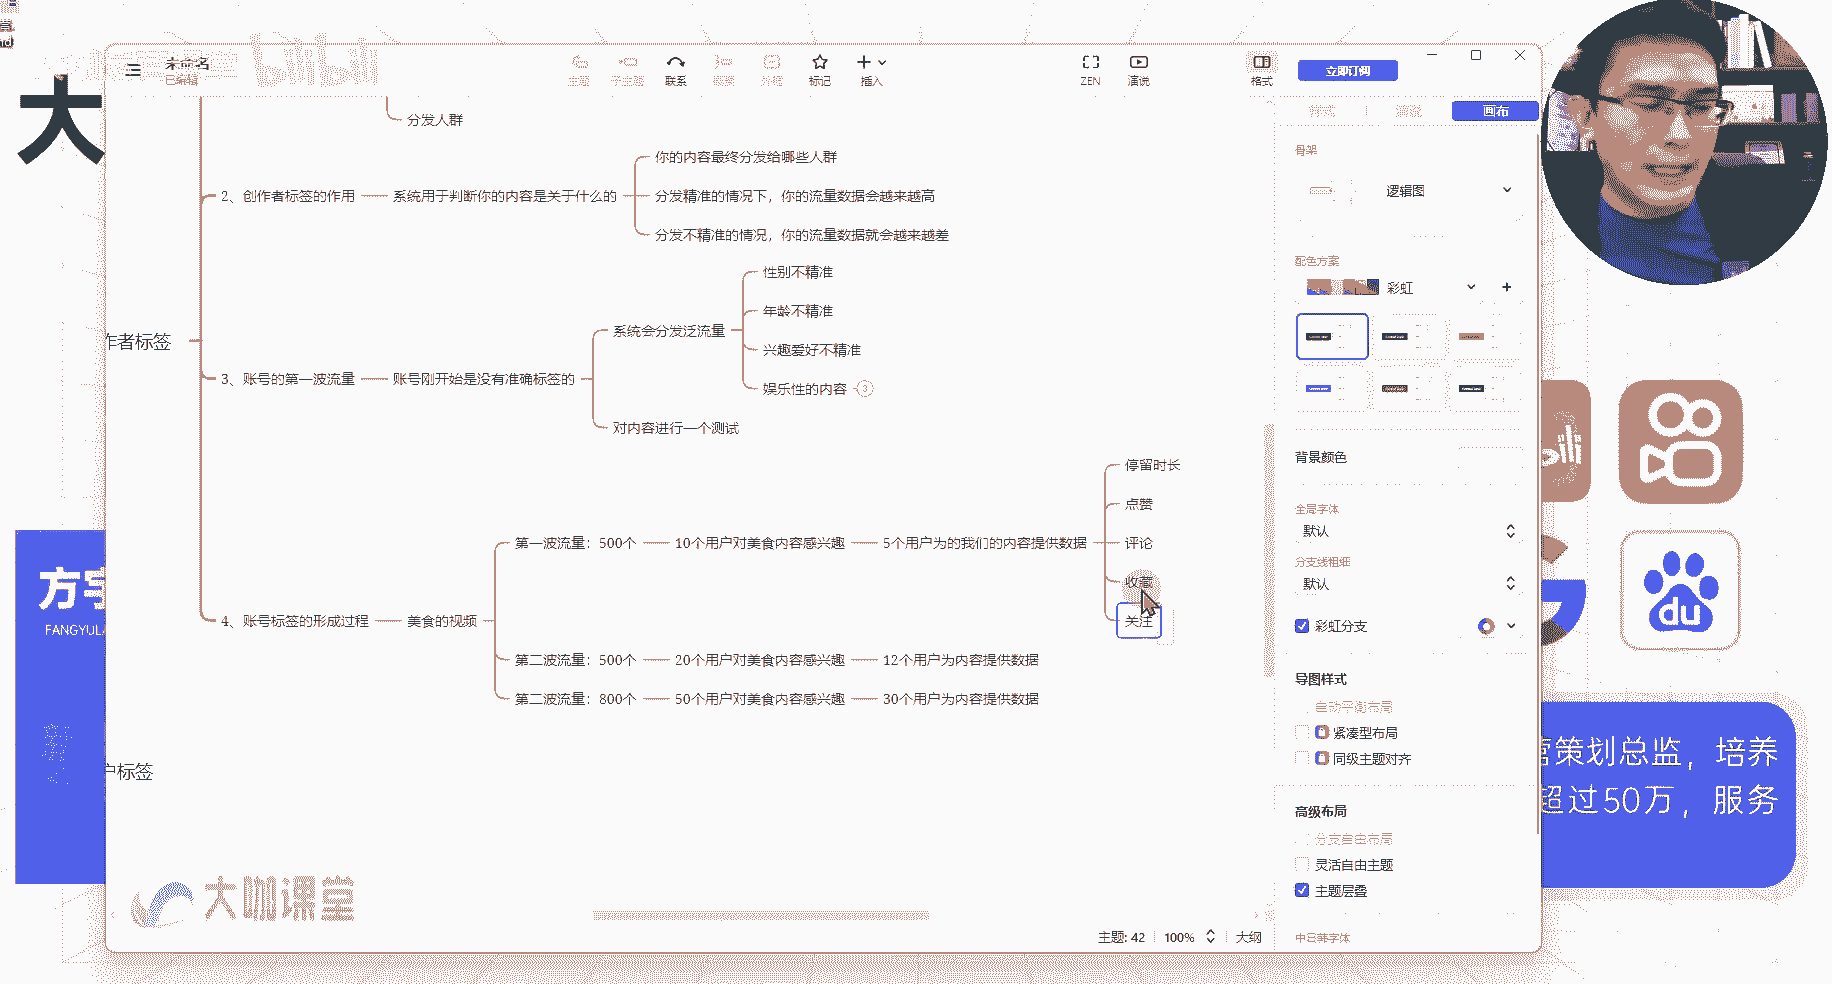 大
bilibili
未命名
已编辑
主题
子主题
联系
概要
外框
标记
插入
ZEN
演说
格式
立即订阅
样式
演说
画布
分发人群
2、创作者标签的作用
系统用于判断你的内容是关于什么的
你的内容最终分发给哪些人群
分发精准的情况下，你的流量数据会越来越高
分发不精准的情况，你的流量数据就会越来越差
作者标签
3、账号的第一波流量
账号刚开始是没有准确标签的
系统会分发泛流量
性别不精准
年龄不精准
兴趣爱好不精准
娱乐性的内容
3
对内容进行一个测试
4、账号标签的形成过程
美食的视频
第一波流量：500个
10个用户对美食内容感兴趣
5个用户为的我们的内容提供数据
停留时长
点赞
评论
收藏
关注
第二波流量：500个
20个用户对美食内容感兴趣
12个用户为内容提供数据
第二波流量：800个
50个用户对美食内容感兴趣
30个用户为内容提供数据
户标签
骨架
逻辑图
配色方案
彩虹
背景颜色
全局字体
默认
分支线粗细
默认
彩虹分支
导图样式
自动平衡布局
紧凑型布局
同级主题对齐
高级布局
分支自由布局
灵活自由主题
主题层叠
中日韩字体
主题: 42
100%
大纲
大咖课堂
方宇
FANGYULA
du
营策划总监，培养
超过50万，服务